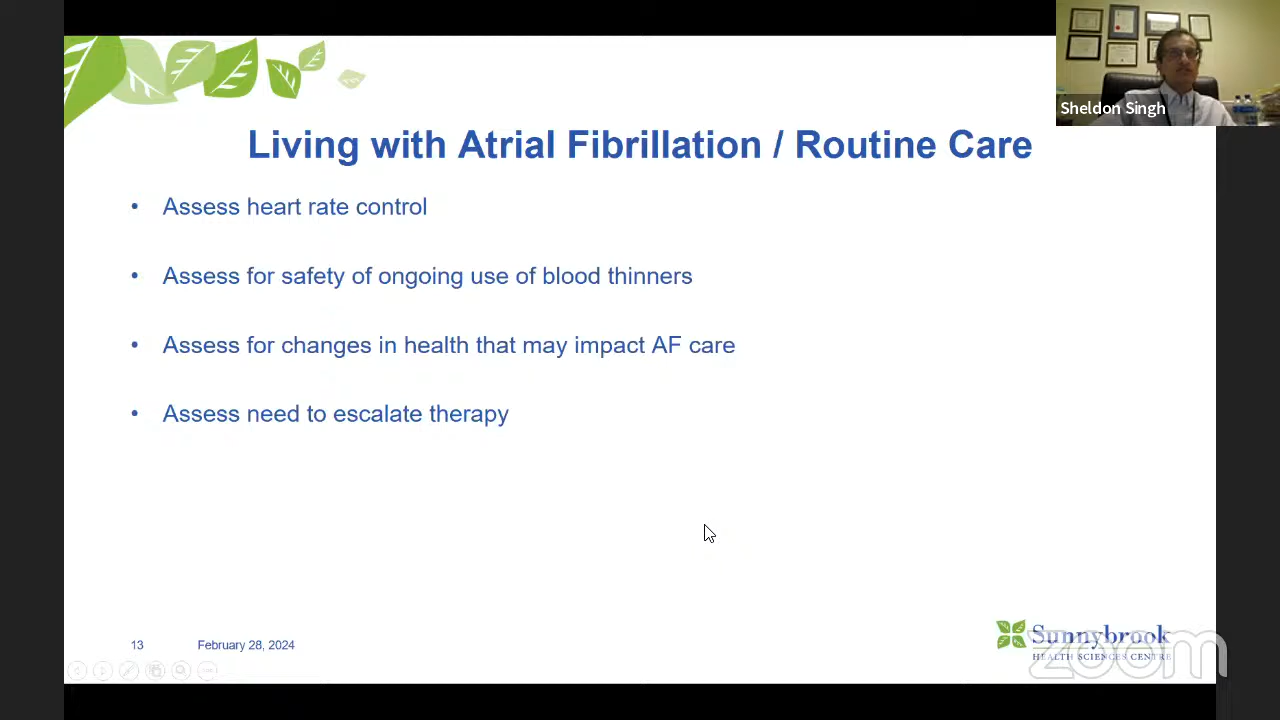 Sheldon Singh
Living with Atrial Fibrillation / Routine Care
• Assess heart rate control
• Assess for safety of ongoing use of blood thinners
• Assess for changes in health that may impact AF care
• Assess need to escalate therapy
13 February 28, 2024
Sunnybrook
HEALTH SCIENCES CENTRE
zoom